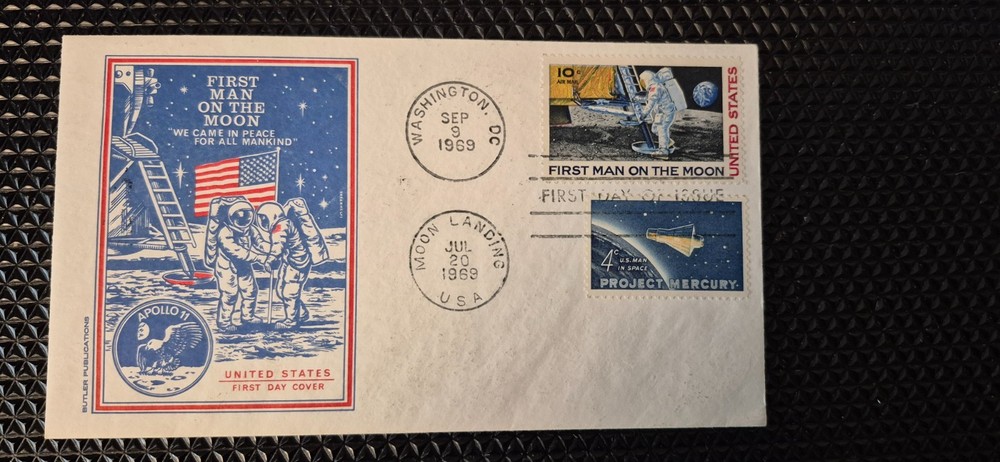 FIRST
MAN
ON THE
MOON
"WE CAME IN PEACE
FOR ALL MANKIND"
APOLLO 11
UNITED STATES
FIRST DAY COVER
BUTLER PUBLICATIONS
WASHINGTON, DC
SEP
9
1969
MOON LANDING
JUL
20
1969
USA
10c
AIR MAIL
UNITED STATES
FIRST MAN ON THE MOON
FIRST DAY OF ISSUE
4c
U.S. MAN
IN SPACE
PROJECT MERCURY